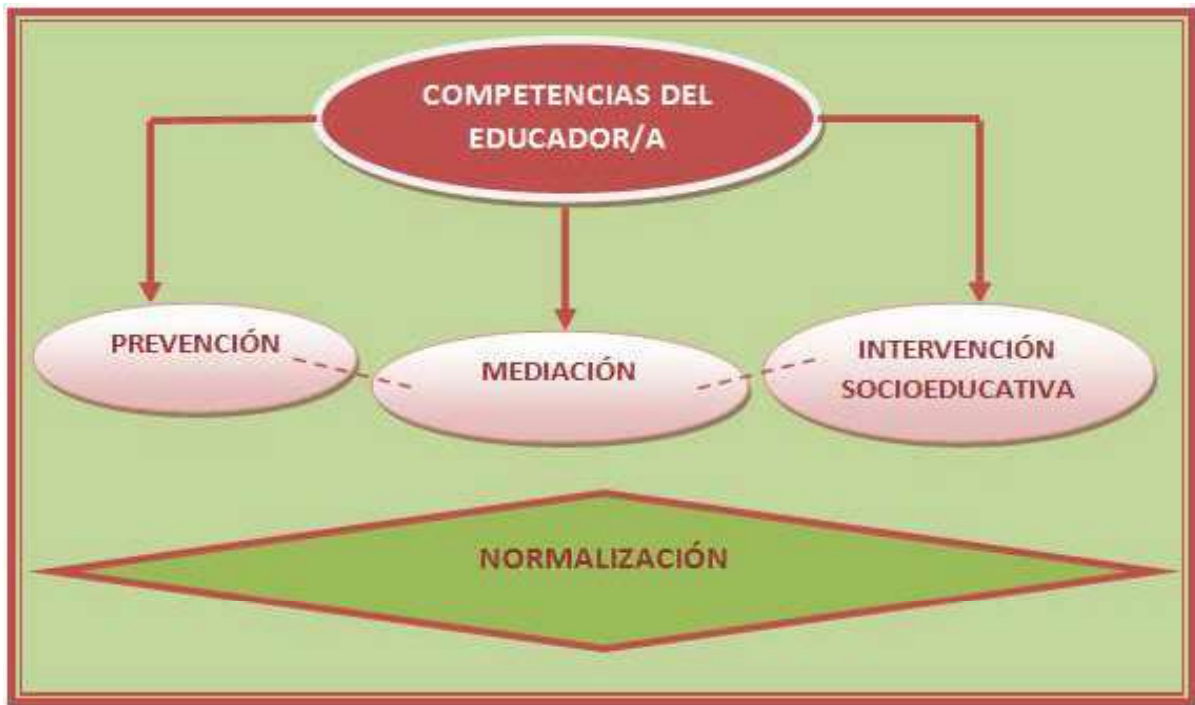 COMPETENCIAS DEL
EDUCADOR/A
PREVENCIÓN
MEDIACIÓN
INTERVENCIÓN
SOCIOEDUCATIVA
NORMALIZACIÓN